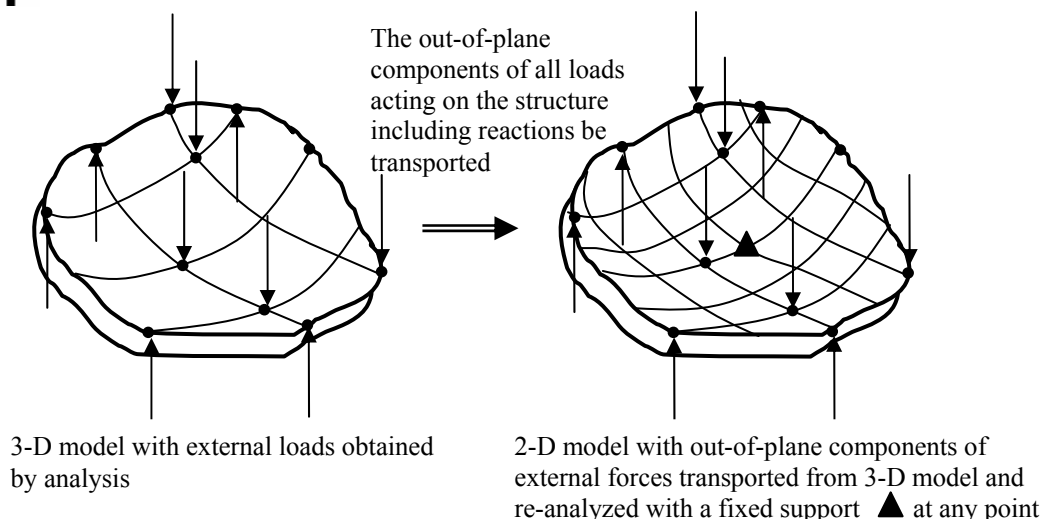 The out-of-plane
components of all loads
acting on the structure
including reactions be
transported
3-D model with external loads obtained
by analysis
2-D model with out-of-plane components of
external forces transported from 3-D model and
re-analyzed with a fixed support ▲ at any point